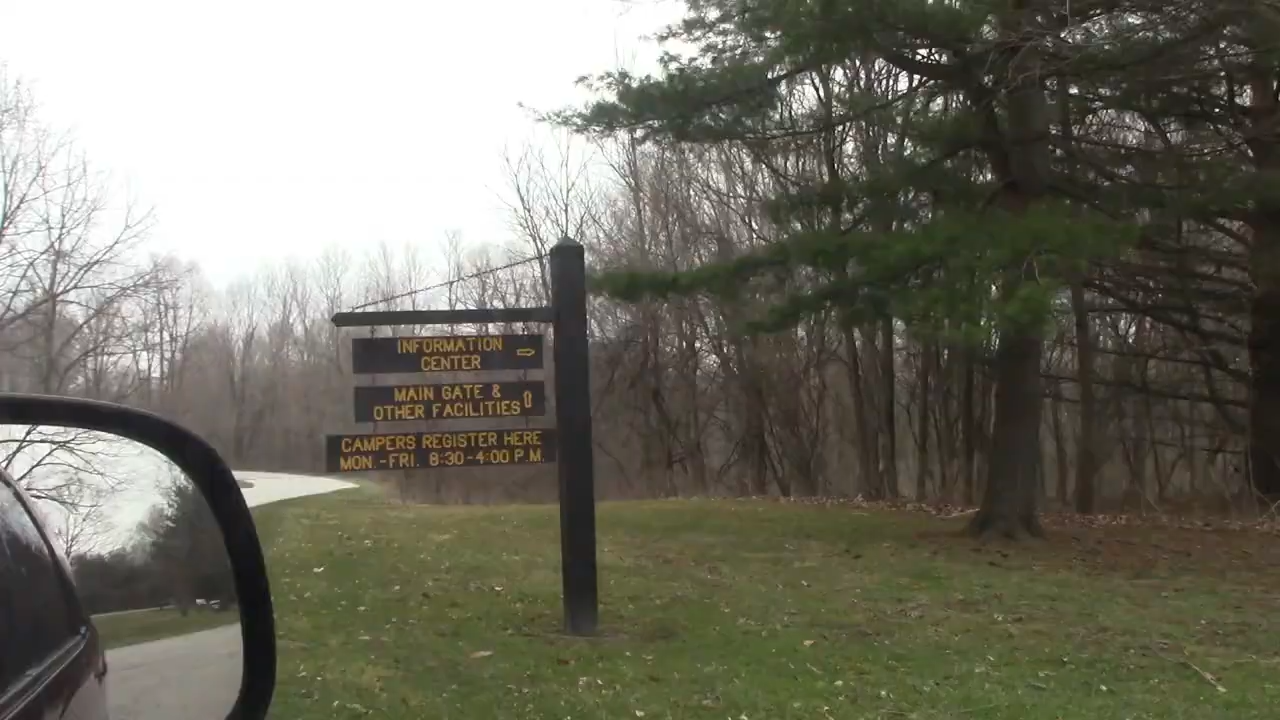 INFORMATION
CENTER
MAIN GATE &
OTHER FACILITIES
CAMPERS REGISTER HERE
MON.-FRI. 8:30-4:00 P.M.